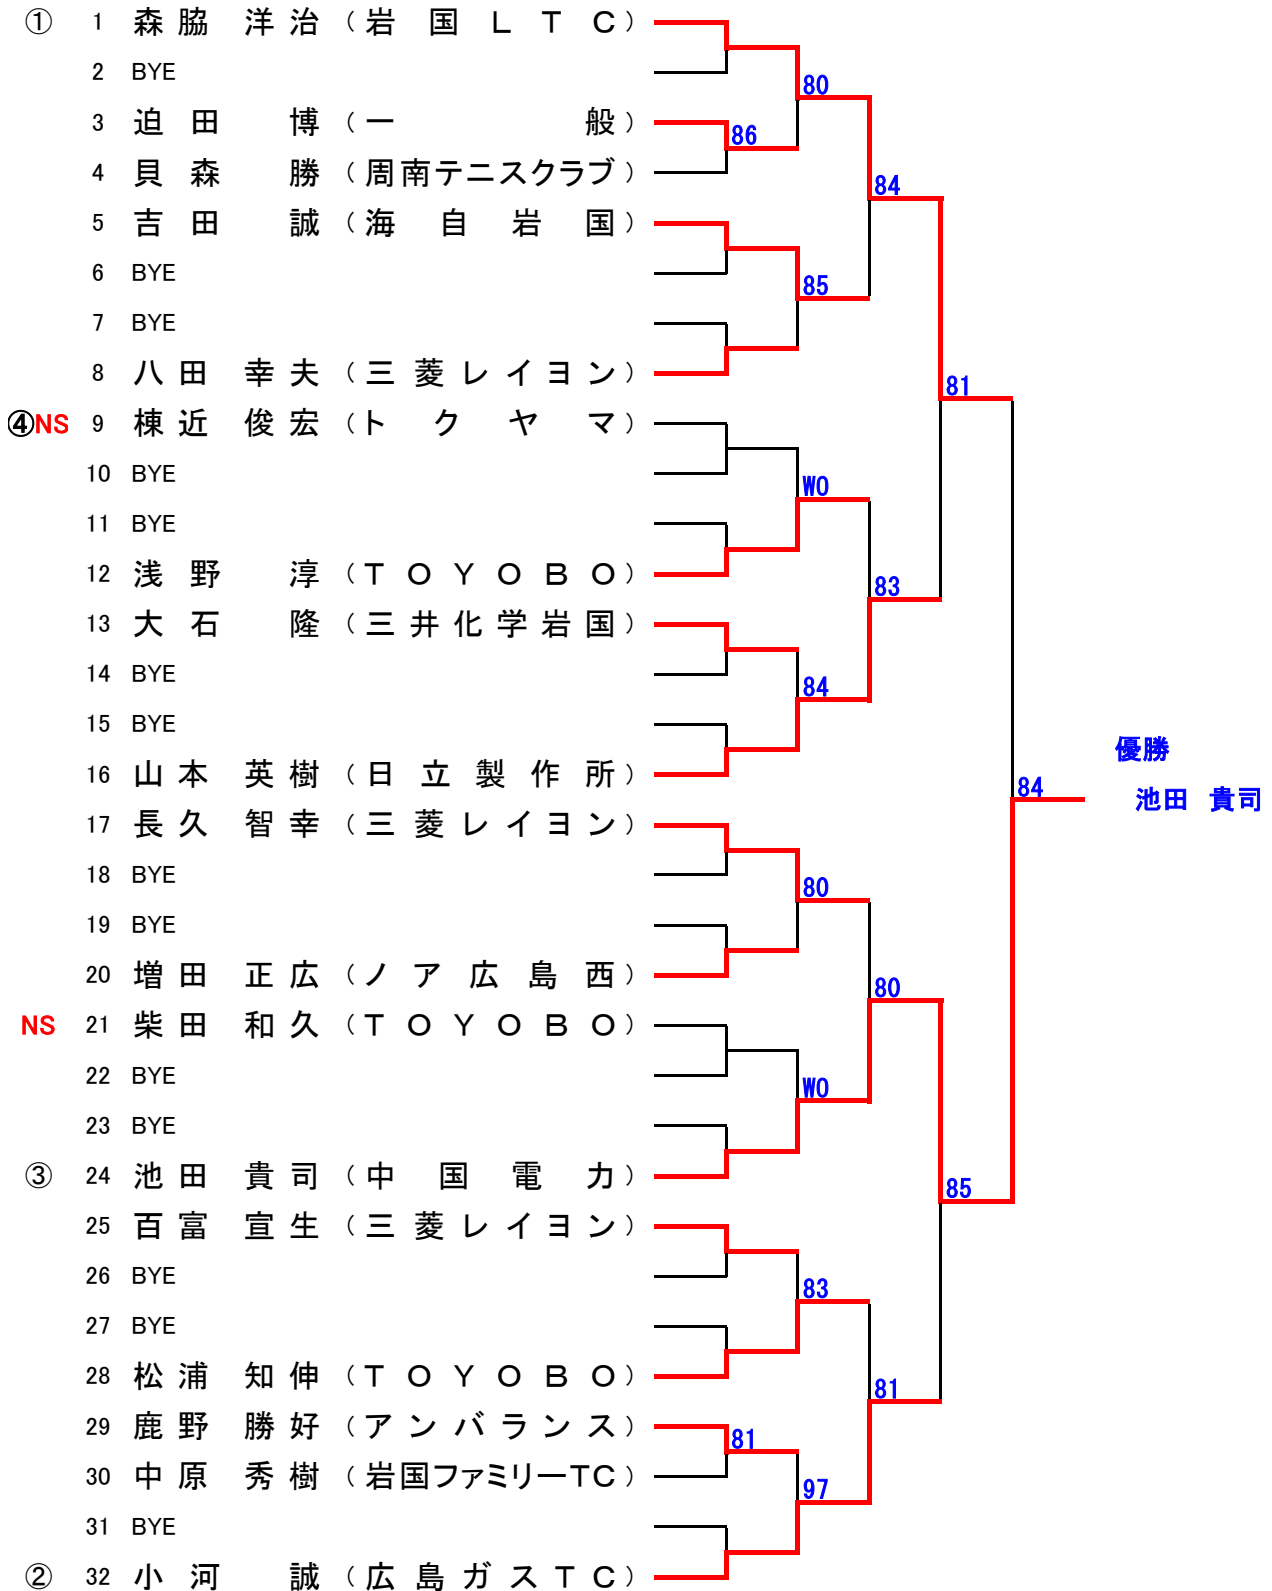 ① 1 森脇 洋治 (岩国LTC)
2 BYE
80
3 迫田 博 (一般)
86
4 貝森 勝 (周南テニスクラブ)
84
5 吉田 誠 (海自岩国)
6 BYE
85
7 BYE
8 八田 幸夫 (三菱レイヨン)
81
④NS 9 棟近 俊宏 (トクヤマ)
10 BYE
WO
11 BYE
12 浅野 淳 (TOYOBO)
83
13 大石 隆 (三井化学岩国)
14 BYE
84
15 BYE
優勝
16 山本 英樹 (日立製作所)
84 池田 貴司
17 長久 智幸 (三菱レイヨン)
18 BYE
80
19 BYE
20 増田 正広 (ノア広島西)
80
NS 21 柴田 和久 (TOYOBO)
22 BYE
WO
23 BYE
③ 24 池田 貴司 (中国電力)
85
25 百富 宣生 (三菱レイヨン)
26 BYE
83
27 BYE
28 松浦 知伸 (TOYOBO)
81
29 鹿野 勝好 (アンバランス)
81
30 中原 秀樹 (岩国ファミリーTC)
97
31 BYE
② 32 小河 誠 (広島ガスTC)